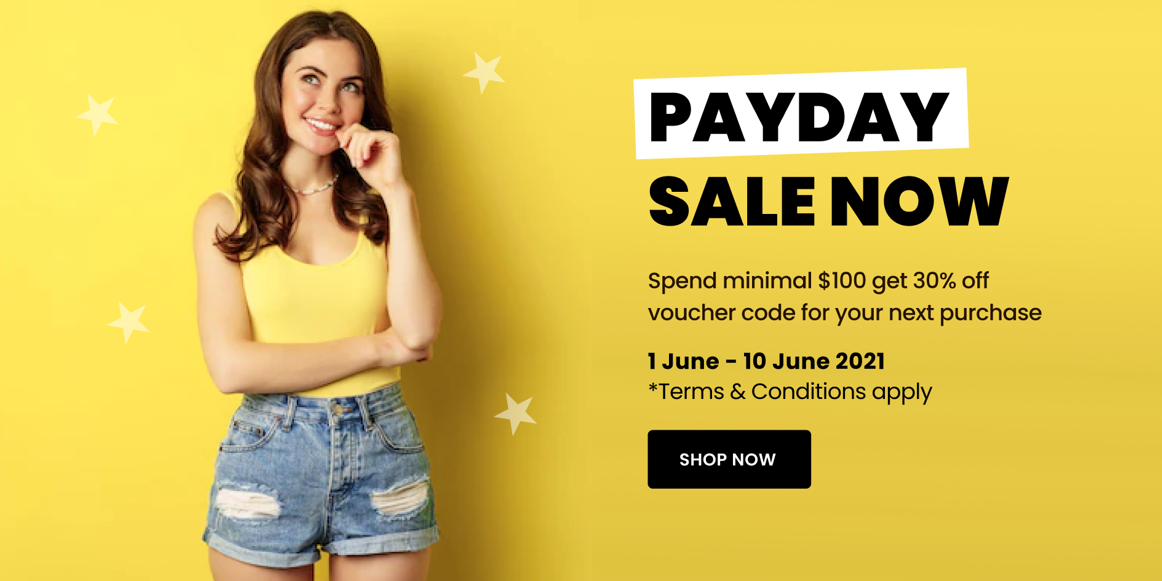 PAYDAY
SALE NOW
Spend minimal $100 get 30% off
voucher code for your next purchase
1 June - 10 June 2021
*Terms & Conditions apply
SHOP NOW